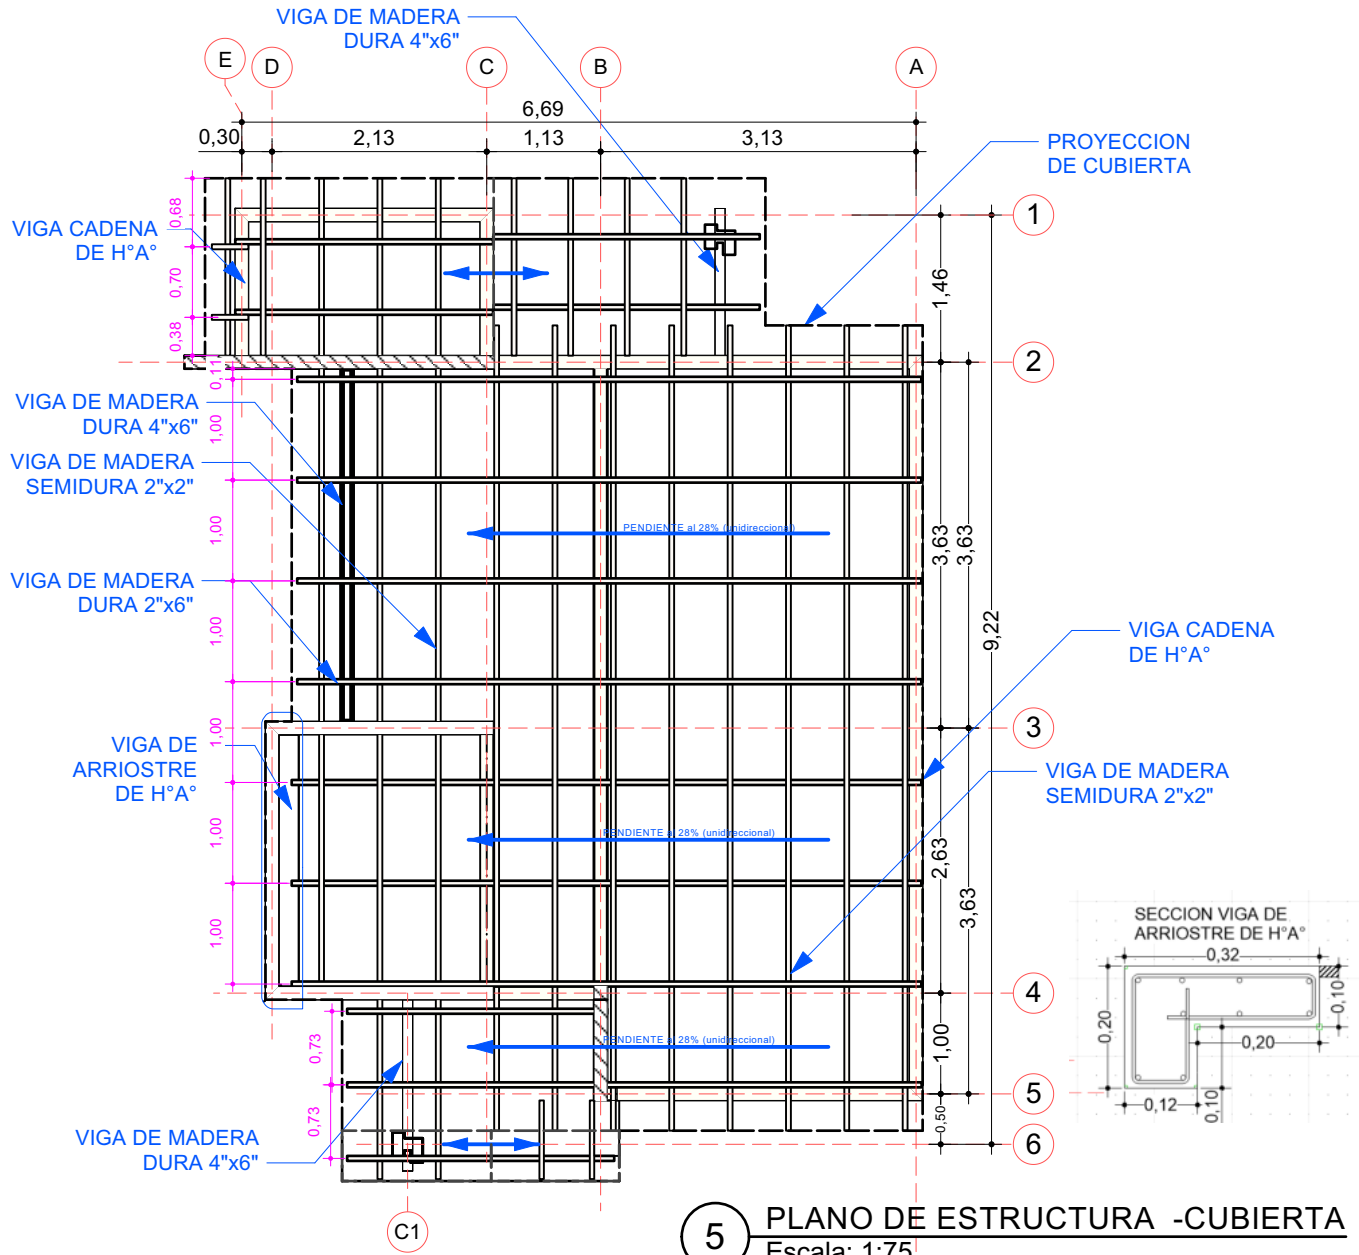 VIGA DE MADERA
DURA 4"x6"
E
D
C
B
A
6,69
0,30
2,13
1,13
3,13
PROYECCION
DE CUBIERTA
0,68
VIGA CADENA
DE H°A°
0,70
0,38
1
1,46
2
0,11
VIGA DE MADERA
DURA 4"x6"
1,00
VIGA DE MADERA
SEMIDURA 2"x2"
1,00
PENDIENTE al 28% (unidireccional)
3,63
3,63
VIGA DE MADERA
DURA 2"x6"
1,00
9,22
VIGA CADENA
DE H°A°
1,00
3
VIGA DE
ARRIOSTRE
DE H°A°
VIGA DE MADERA
SEMIDURA 2"x2"
1,00
PENDIENTE al 28% (unidireccional)
2,63
3,63
1,00
4
SECCION VIGA DE
ARRIOSTRE DE H°A°
0,32
0,10
0,20
0,20
0,12
0,10
0,73
PENDIENTE al 28% (unidireccional)
1,00
5
0,73
0,50
6
VIGA DE MADERA
DURA 4"x6"
C1
5
PLANO DE ESTRUCTURA -CUBIERTA
Escala: 1:75